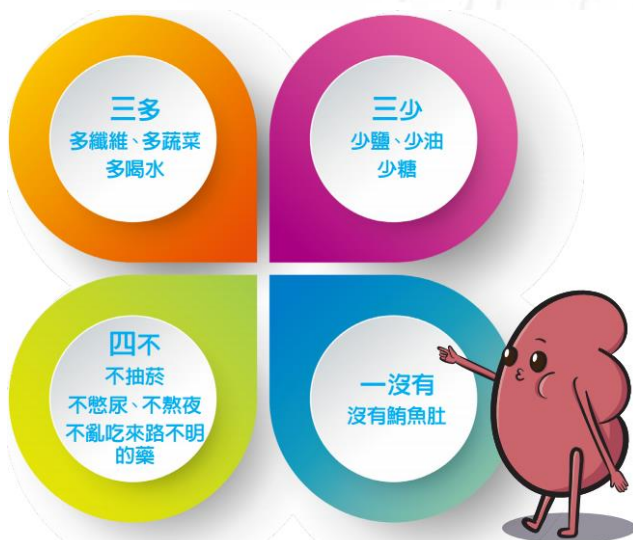 三多
多纖維、多蔬菜
多喝水
三少
少鹽、少油
少糖
四不
不抽菸
不憋尿、不熬夜
不亂吃來路不明
的藥
一沒有
沒有鮪魚肚